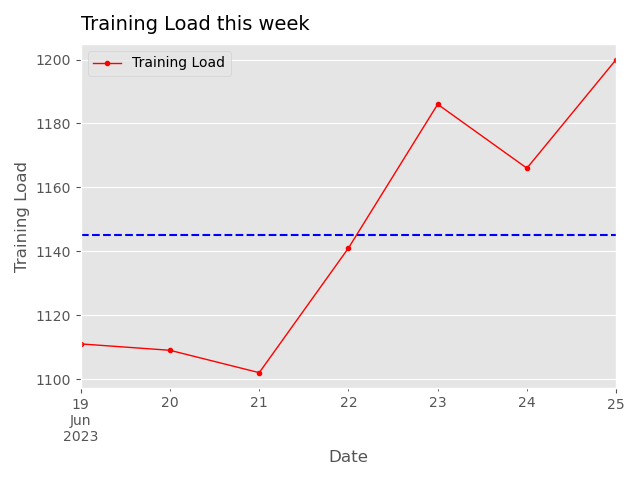 Training Load this week
Training Load
1200
1180
1160
1140
1120
1100
Training Load
19 20 21 22 23 24 25
Jun
2023
Date